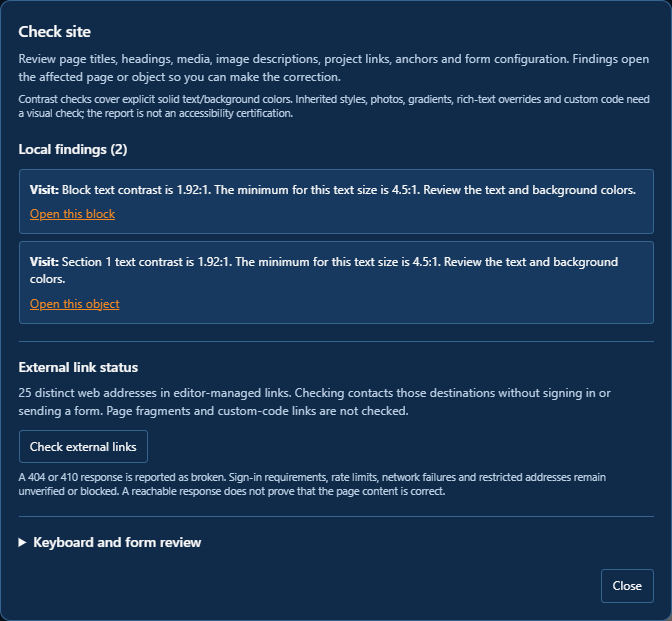 Check site
Review page titles, headings, media, image descriptions, project links, anchors and form configuration. Findings open
the affected page or object so you can make the correction.
Contrast checks cover explicit solid text/background colors. Inherited styles, photos, gradients, rich-text overrides and custom code need
a visual check; the report is not an accessibility certification.
Local findings (2)
Visit: Block text contrast is 1.92:1. The minimum for this text size is 4.5:1. Review the text and background colors.
Open this block
Visit: Section 1 text contrast is 1.92:1. The minimum for this text size is 4.5:1. Review the text and background
colors.
Open this object
External link status
25 distinct web addresses in editor-managed links. Checking contacts those destinations without signing in or
sending a form. Page fragments and custom-code links are not checked.
Check external links
A 404 or 410 response is reported as broken. Sign-in requirements, rate limits, network failures and restricted addresses remain
unverified or blocked. A reachable response does not prove that the page content is correct.
Keyboard and form review
Close